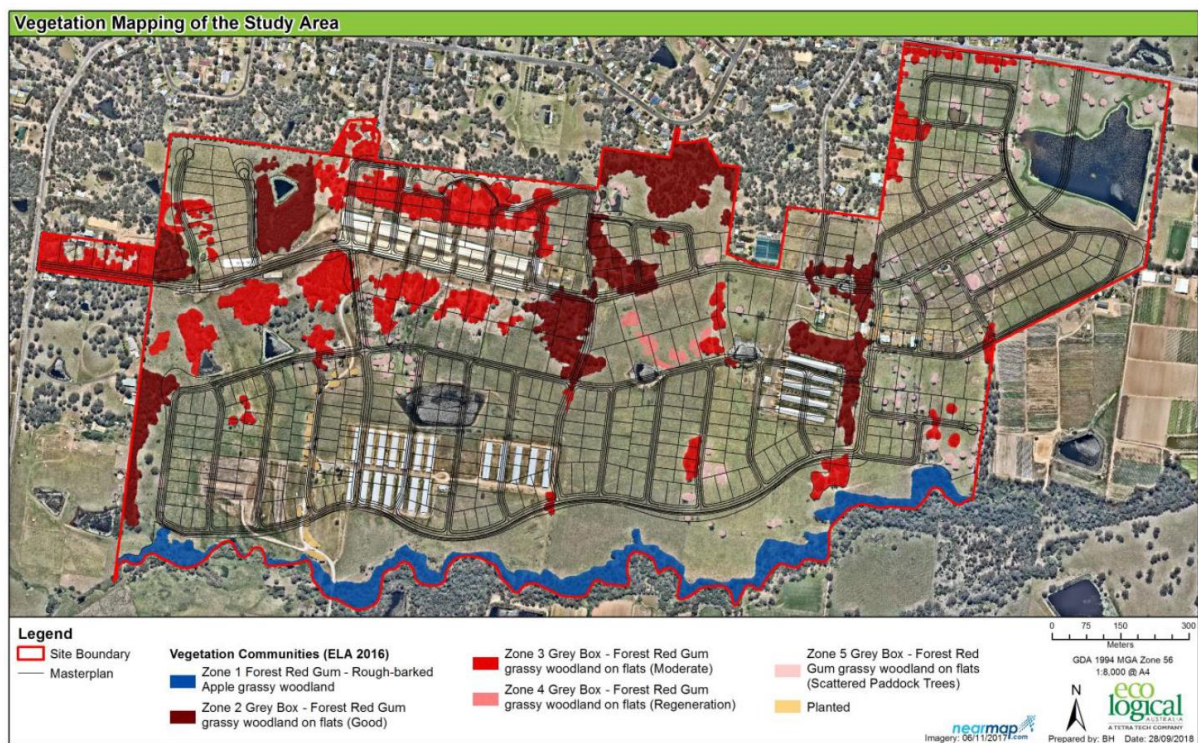 Vegetation Mapping of the Study Area
Legend
Site Boundary
Masterplan
Vegetation Communities (ELA 2016)
Zone 1 Forest Red Gum - Rough-barked
Apple grassy woodland
Zone 2 Grey Box - Forest Red Gum
grassy woodland on flats (Good)
Zone 3 Grey Box - Forest Red Gum
grassy woodland on flats (Moderate)
Zone 4 Grey Box - Forest Red Gum
grassy woodland on flats (Regeneration)
Zone 5 Grey Box - Forest Red
Gum grassy woodland on flats
(Scattered Paddock Trees)
Planted
0 75 150 300
Meters
GDA 1994 MGA Zone 56
1:8,000 @ A4
N
eco
logical
AUSTRALIA
A TETRA TECH COMPANY
nearmap.com
Imagery: 06/11/2017
Prepared by: BH Date: 28/09/2018